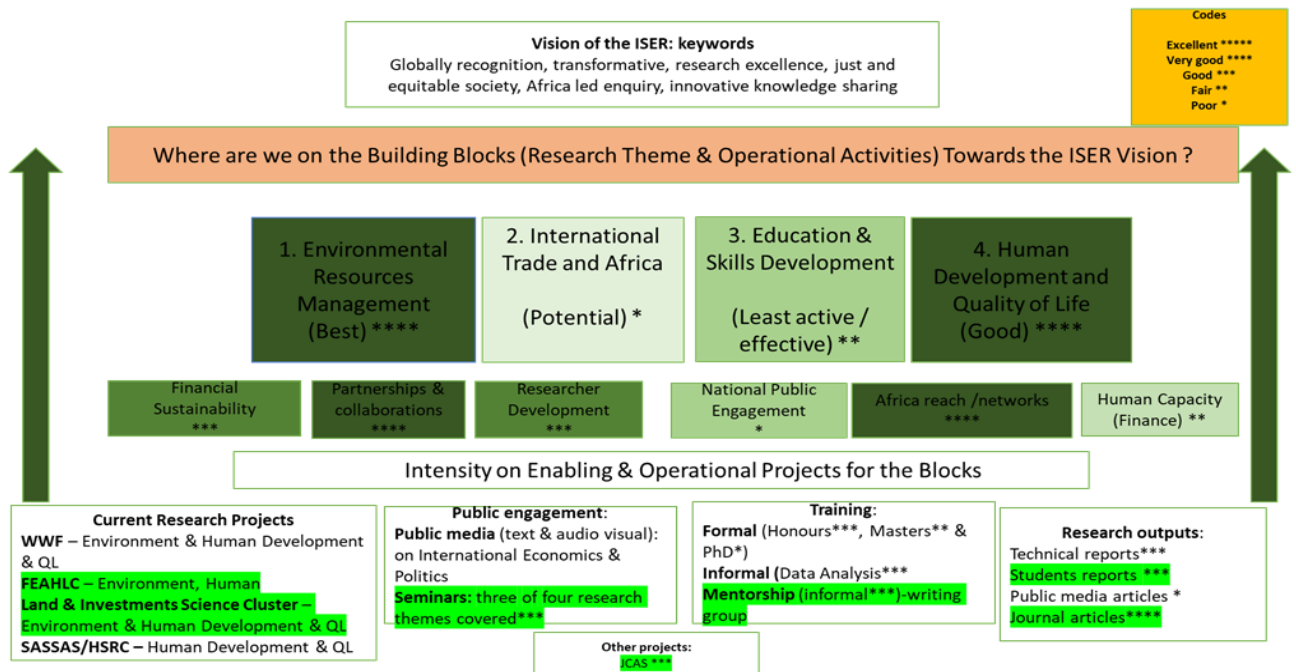 Codes
Excellent *****
Very good ****
Good ***
Fair **
Poor *
Vision of the ISER: keywords
Globally recognition, transformative, research excellence, just and
equitable society, Africa led enquiry, innovative knowledge sharing
Where are we on the Building Blocks (Research Theme & Operational Activities) Towards the ISER Vision ?
1. Environmental
Resources
Management
(Best) ****
2. International
Trade and Africa
(Potential) *
3. Education &
Skills Development
(Least active /
effective) **
4. Human
Development and
Quality of Life
(Good) ****
Financial
Sustainability
***
Partnerships &
collaborations
****
Researcher
Development
***
National Public
Engagement
*
Africa reach /networks
****
Human Capacity
(Finance) **
Intensity on Enabling & Operational Projects for the Blocks
Current Research Projects
WWF – Environment & Human Development
& QL
FEAHLC – Environment, Human
Land & Investments Science Cluster –
Environment & Human Development & QL
SASSAS/HSRC – Human Development & QL
Public engagement:
Public media (text & audio visual):
on International Economics &
Politics
Seminars: three of four research
themes covered***
Training:
Formal (Honours***, Masters** &
PhD*)
Informal (Data Analysis***
Mentorship (informal***)-writing
group
Research outputs:
Technical reports***
Students reports ***
Public media articles *
Journal articles****
Other projects:
JCAS ***